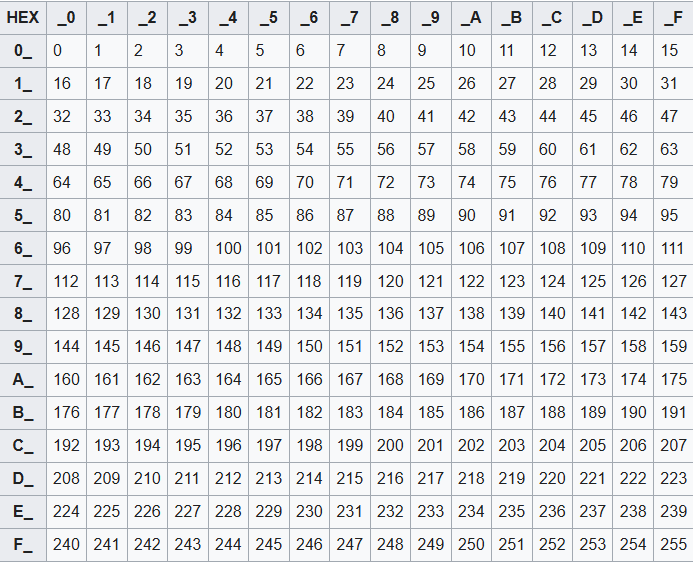 HEX _0 _1 _2 _3 _4 _5 _6 _7 _8 _9 _A _B _C _D _E _F
0_ 0 1 2 3 4 5 6 7 8 9 10 11 12 13 14 15
1_ 16 17 18 19 20 21 22 23 24 25 26 27 28 29 30 31
2_ 32 33 34 35 36 37 38 39 40 41 42 43 44 45 46 47
3_ 48 49 50 51 52 53 54 55 56 57 58 59 60 61 62 63
4_ 64 65 66 67 68 69 70 71 72 73 74 75 76 77 78 79
5_ 80 81 82 83 84 85 86 87 88 89 90 91 92 93 94 95
6_ 96 97 98 99 100 101 102 103 104 105 106 107 108 109 110 111
7_ 112 113 114 115 116 117 118 119 120 121 122 123 124 125 126 127
8_ 128 129 130 131 132 133 134 135 136 137 138 139 140 141 142 143
9_ 144 145 146 147 148 149 150 151 152 153 154 155 156 157 158 159
A_ 160 161 162 163 164 165 166 167 168 169 170 171 172 173 174 175
B_ 176 177 178 179 180 181 182 183 184 185 186 187 188 189 190 191
C_ 192 193 194 195 196 197 198 199 200 201 202 203 204 205 206 207
D_ 208 209 210 211 212 213 214 215 216 217 218 219 220 221 222 223
E_ 224 225 226 227 228 229 230 231 232 233 234 235 236 237 238 239
F_ 240 241 242 243 244 245 246 247 248 249 250 251 252 253 254 255